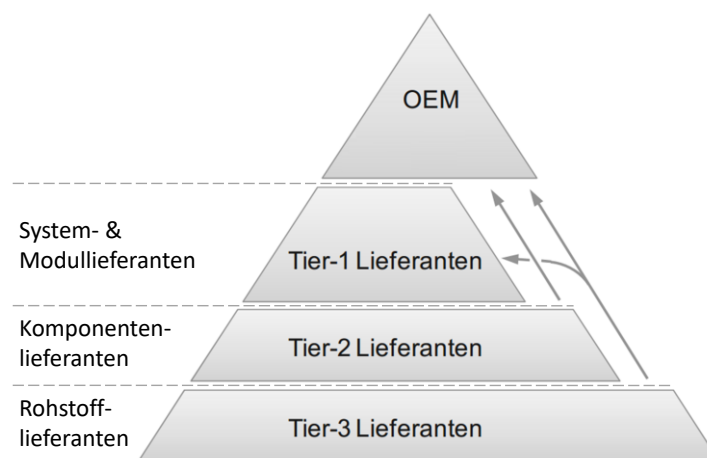 OEM
System- &
Modullieferanten
Tier-1 Lieferanten
Komponenten-
lieferanten
Tier-2 Lieferanten
Rohstoff-
lieferanten
Tier-3 Lieferanten